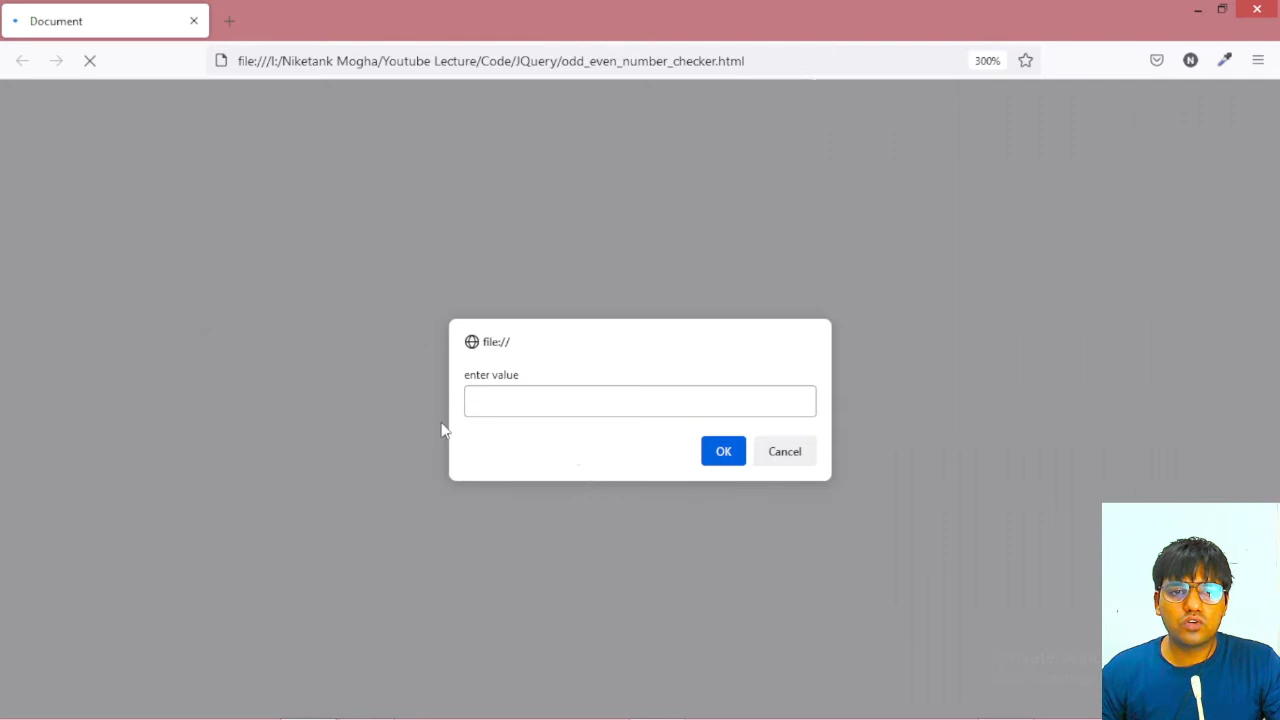 Document
file:///I:/Niketank Mogha/Youtube Lecture/Code/JQuery/odd_even_number_checker.html
300%
N
file://
enter value
OK
Cancel